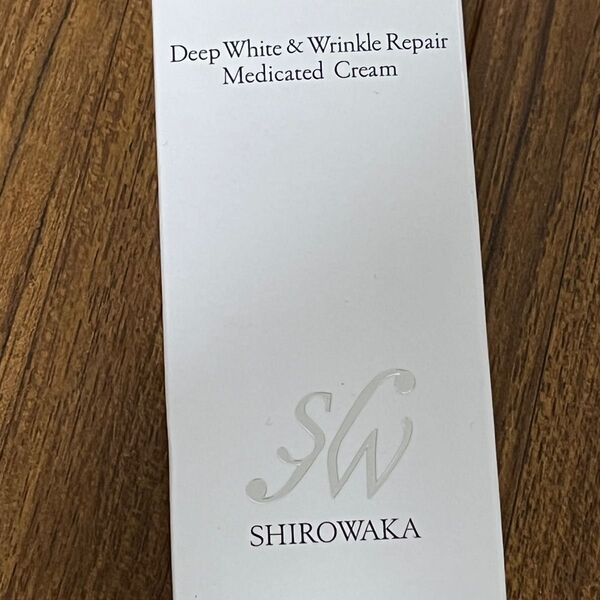 Deep White & Wrinkle Repair
Medicated Cream
SW
SHIROWAKA